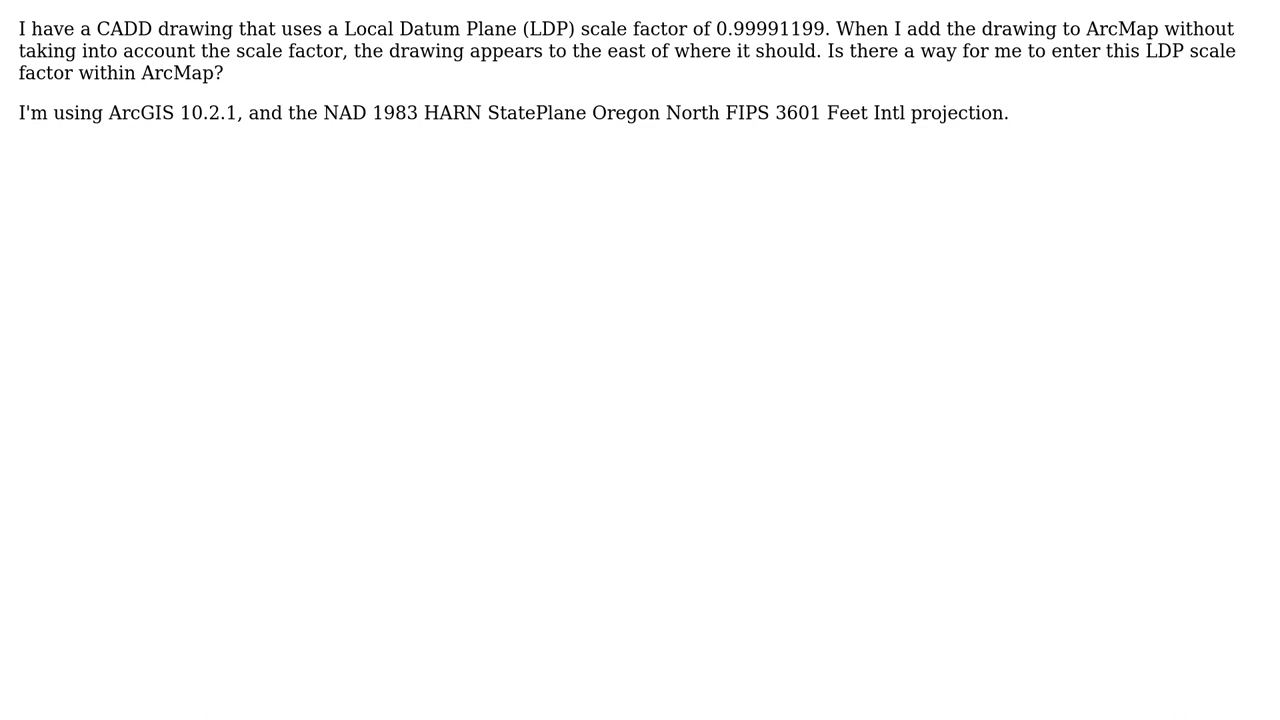 I have a CADD drawing that uses a Local Datum Plane (LDP) scale factor of 0.99991199. When I add the drawing to ArcMap without
taking into account the scale factor, the drawing appears to the east of where it should. Is there a way for me to enter this LDP scale
factor within ArcMap?
I'm using ArcGIS 10.2.1, and the NAD 1983 HARN StatePlane Oregon North FIPS 3601 Feet Intl projection.